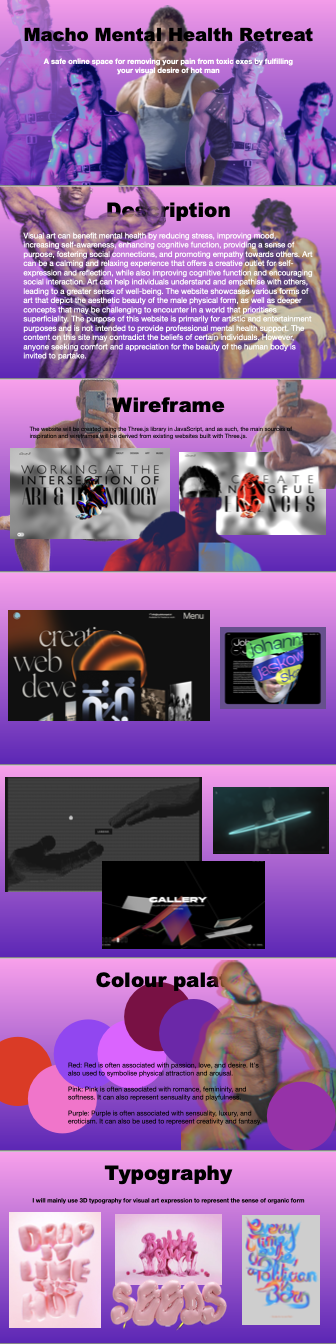 Macho Mental Health Retreat
A safe online space for removing your pain from toxic exes by fulfilling
your visual desire of hot man
Description
Visual art can benefit mental health by reducing stress, improving mood,
increasing self-awareness, enhancing cognitive function, providing a sense of
purpose, fostering social connections, and promoting empathy towards others. Art
can be a calming and relaxing experience that offers a creative outlet for self-
expression and reflection, while also improving cognitive function and encouraging
social interaction. Art can help individuals understand and empathise with others,
leading to a greater sense of well-being. The website showcases various forms of
art that depict the aesthetic beauty of the male physical form, as well as deeper
concepts that may be challenging to encounter in a world that prioritises
superficiality. The purpose of this website is primarily for artistic and entertainment
purposes and is not intended to provide professional mental health support. The
content on this site may contradict the beliefs of certain individuals. However,
anyone seeking comfort and appreciation for the beauty of the human body is
invited to partake.
Wireframe
The website will be created using the Three.js library in JavaScript, and as such, the main sources of
inspiration and wireframes will be derived from existing websites built with Three.js.
WORKING AT THE
INTERSECTION OF
ART & TECHNOLOGY
CREATE
creative
web
deve
Menu
johann
jaskow
sk
GALLERY
Colour pala
Red: Red is often associated with passion, love, and desire. It's
also used to symbolise physical attraction and arousal.
Pink: Pink is often associated with romance, femininity, and
softness. It can also represent sensuality and playfulness.
Purple: Purple is often associated with sensuality, luxury, and
eroticism. It can also be used to represent creativity and fantasy.
Typography
I will mainly use 3D typography for visual art expression to represent the sense of organic form
DROP
IT
LIKE
IT'S
HOT
SEEDS